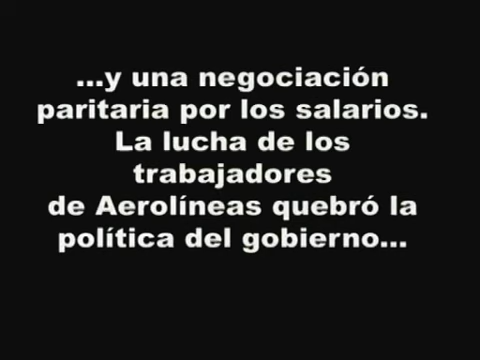 ...y una negociación
paritaria por los salarios.
La lucha de los
trabajadores
de Aerolíneas quebró la
política del gobierno...